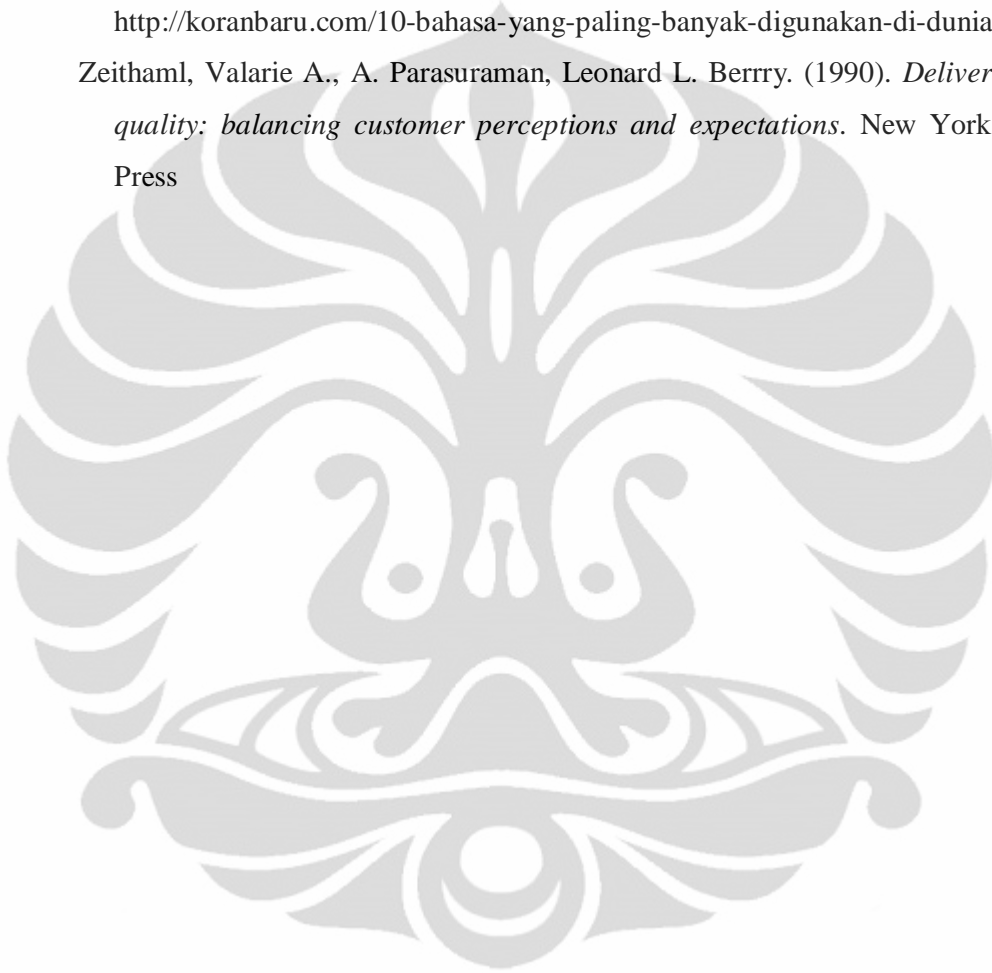 http://koranbaru.com/10-bahasa-yang-paling-banyak-digunakan-di-dunia
Zeithaml, Valarie A., A. Parasuraman, Leonard L. Berrry. (1990). Deliver
quality: balancing customer perceptions and expectations. New York
Press